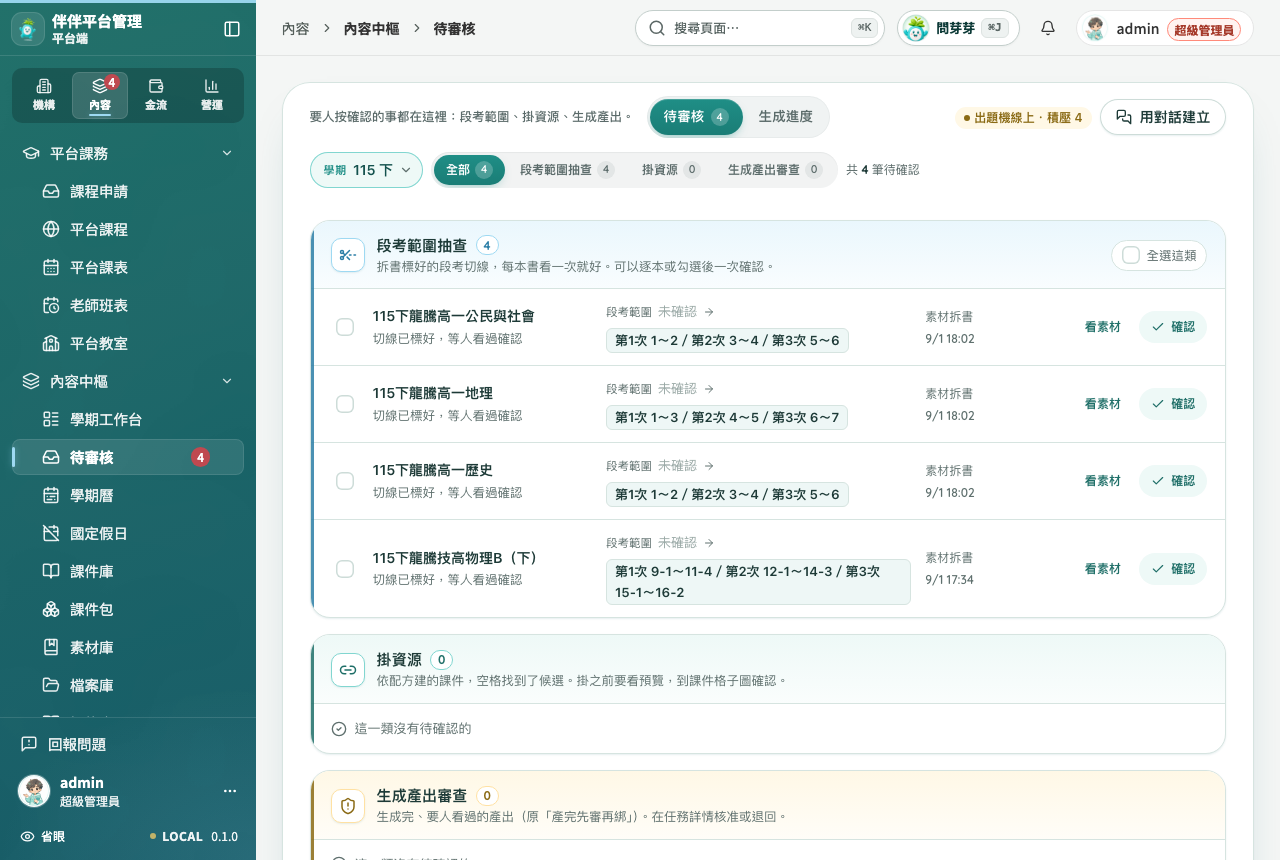 伴伴平台管理
平台端
機構
內容 4
金流
營運
平台課務
課程申請
平台課程
平台課表
老師班表
平台教室
內容中樞
學期工作台
待審核 4
學期曆
國定假日
課件庫
課件包
素材庫
檔案庫
回報問題
admin
超級管理員
省眼
LOCAL 0.1.0
內容 › 內容中樞 › 待審核
搜尋頁面… ⌘K
問芽芽 ⌘J
admin 超級管理員
要人按確認的事都在這裡：段考範圍、掛資源、生成產出。
待審核 4
生成進度
出題機線上 · 積壓 4
用對話建立
學期 115 下
全部 4
段考範圍抽查 4
掛資源 0
生成產出審查 0
共 4 筆待確認
段考範圍抽查 4
拆書標好的段考切線，每本書看一次就好。可以逐本或勾選後一次確認。
全選這類
115下龍騰高一公民與社會
切線已標好，等人看過確認
段考範圍 未確認 →
第1次 1～2 / 第2次 3～4 / 第3次 5～6
素材拆書
9/1 18:02
看素材
確認
115下龍騰高一地理
切線已標好，等人看過確認
段考範圍 未確認 →
第1次 1～3 / 第2次 4～5 / 第3次 6～7
素材拆書
9/1 18:02
看素材
確認
115下龍騰高一歷史
切線已標好，等人看過確認
段考範圍 未確認 →
第1次 1～2 / 第2次 3～4 / 第3次 5～6
素材拆書
9/1 18:02
看素材
確認
115下龍騰技高物理B（下）
切線已標好，等人看過確認
段考範圍 未確認 →
第1次 9-1～11-4 / 第2次 12-1～14-3 / 第3次
15-1～16-2
素材拆書
9/1 17:34
看素材
確認
掛資源 0
依配方建的課件，空格找到了候選。掛之前要看預覽，到課件格子圖確認。
這一類沒有待確認的
生成產出審查 0
生成完、要人看過的產出（原「產完先審再綁」）。在任務詳情核准或退回。